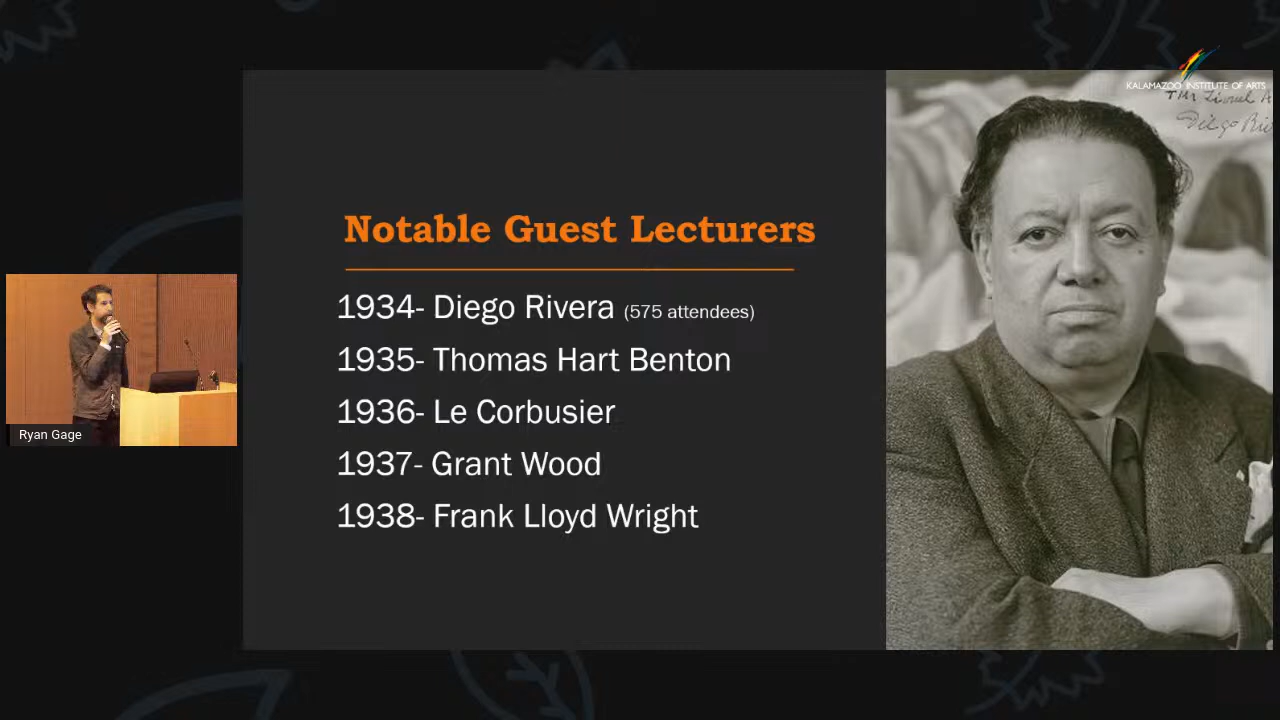 KALAMAZOO INSTITUTE OF ARTS
Diego
Notable Guest Lecturers
1934- Diego Rivera (575 attendees)
1935- Thomas Hart Benton
1936- Le Corbusier
1937- Grant Wood
1938- Frank Lloyd Wright
Ryan Gage